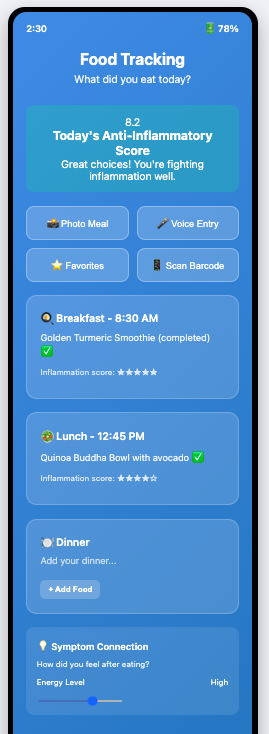 2:30 🔋 78%
Food Tracking
What did you eat today?
8.2
Today's Anti-Inflammatory
Score
Great choices! You're fighting
inflammation well.
📸 Photo Meal 🎤 Voice Entry
⭐ Favorites 📱 Scan Barcode
🍳 Breakfast - 8:30 AM
Golden Turmeric Smoothie (completed)
✅
Inflammation score: ★★★★★
🥗 Lunch - 12:45 PM
Quinoa Buddha Bowl with avocado ✅
Inflammation score: ★★★★☆
🍽️ Dinner
Add your dinner...
+ Add Food
💡 Symptom Connection
How did you feel after eating?
Energy Level High